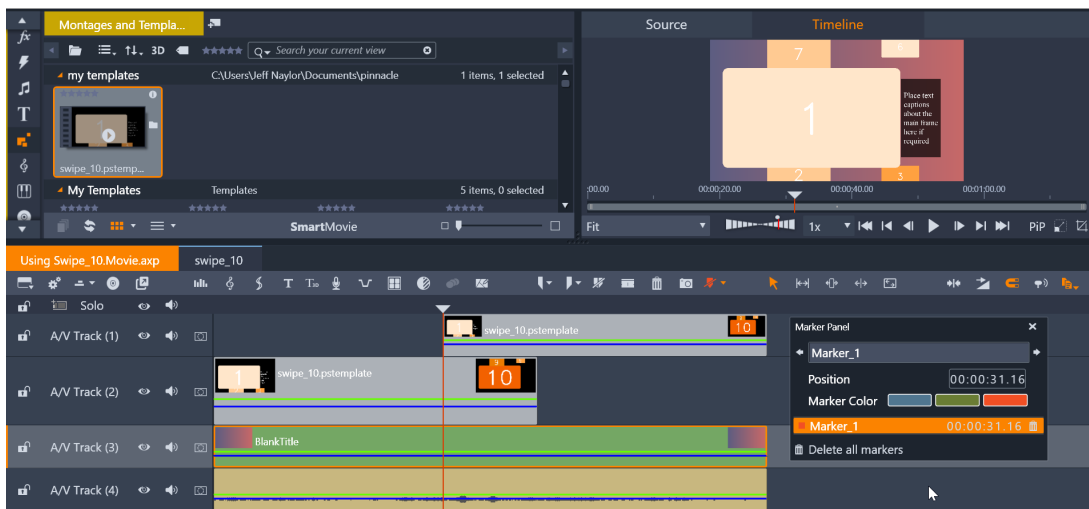 Montages and Templa...
Source
Timeline
fx
3D
Search your current view
my templates
C:\Users\Jeff Naylor\Documents\pinnacle
1 items, 1 selected
swipe_10.pstemp...
My Templates
Templates
5 items, 0 selected
SmartMovie
7
1
Place text
captions
about the
main frame
here if
required
2
3
:00.00
00:00:20.00
00:00:40.00
00:01:00.00
Fit
1x
PiP
Using Swipe_10.Movie.axp
swipe_10
Solo
A/V Track (1)
1
swipe_10.pstemplate
10
A/V Track (2)
1
swipe_10.pstemplate
9
10
A/V Track (3)
BlankTitle
A/V Track (4)
Marker Panel
Marker_1
Position
00:00:31.16
Marker Color
Marker_1
00:00:31.16
Delete all markers